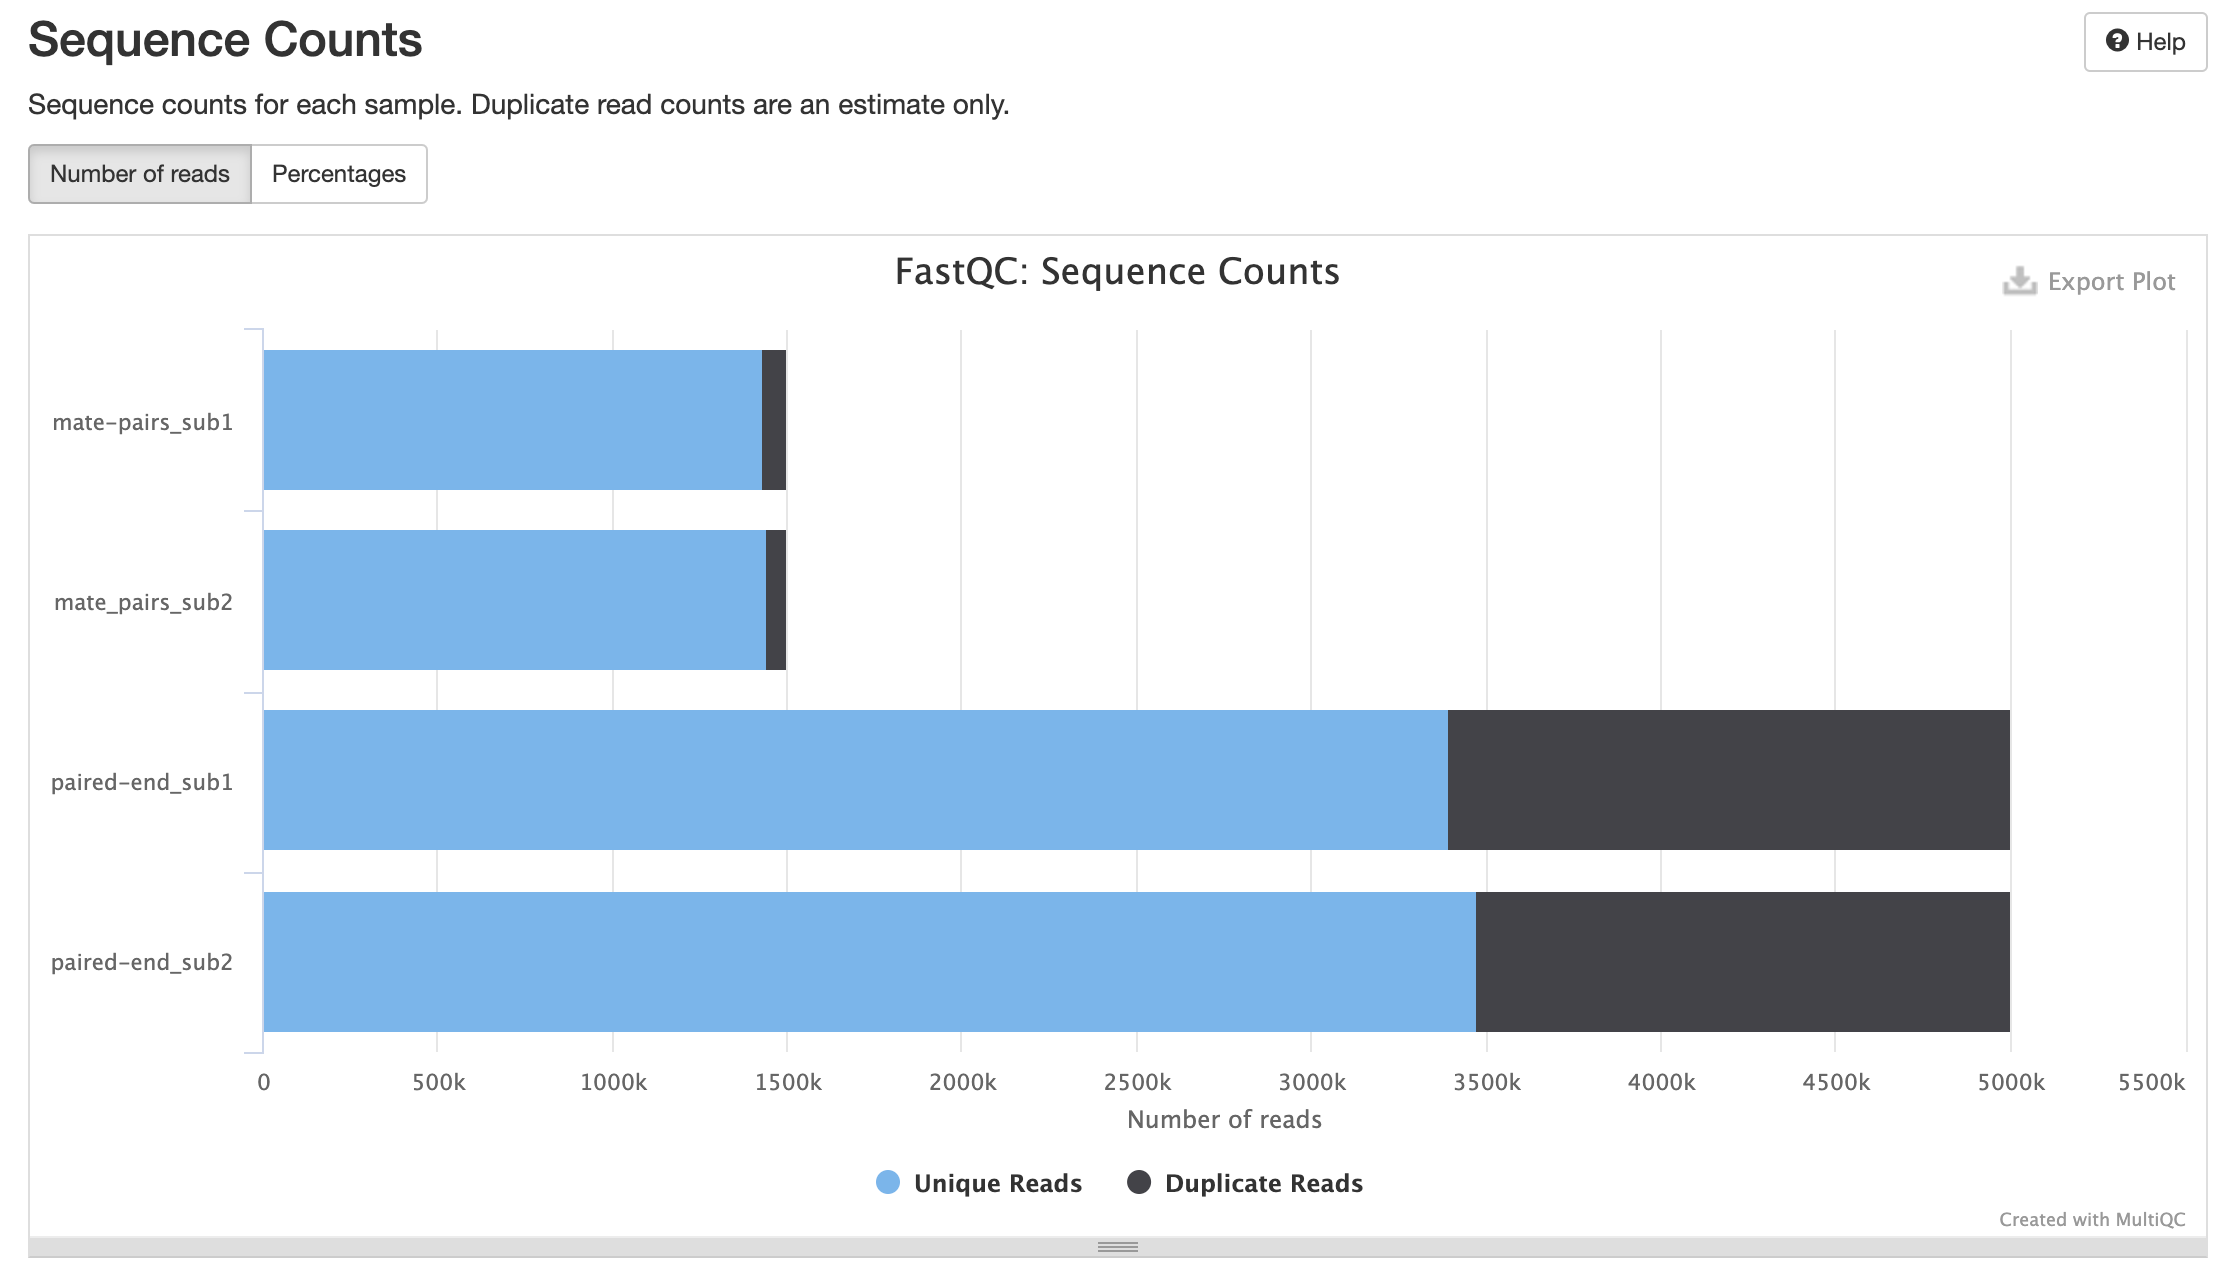 Sequence Counts
Help
Sequence counts for each sample. Duplicate read counts are an estimate only.
Number of reads
Percentages
FastQC: Sequence Counts
Export Plot
mate-pairs_sub1
mate_pairs_sub2
paired-end_sub1
paired-end_sub2
0 500k 1000k 1500k 2000k 2500k 3000k 3500k 4000k 4500k 5000k 5500k
Number of reads
Unique Reads Duplicate Reads
Created with MultiQC